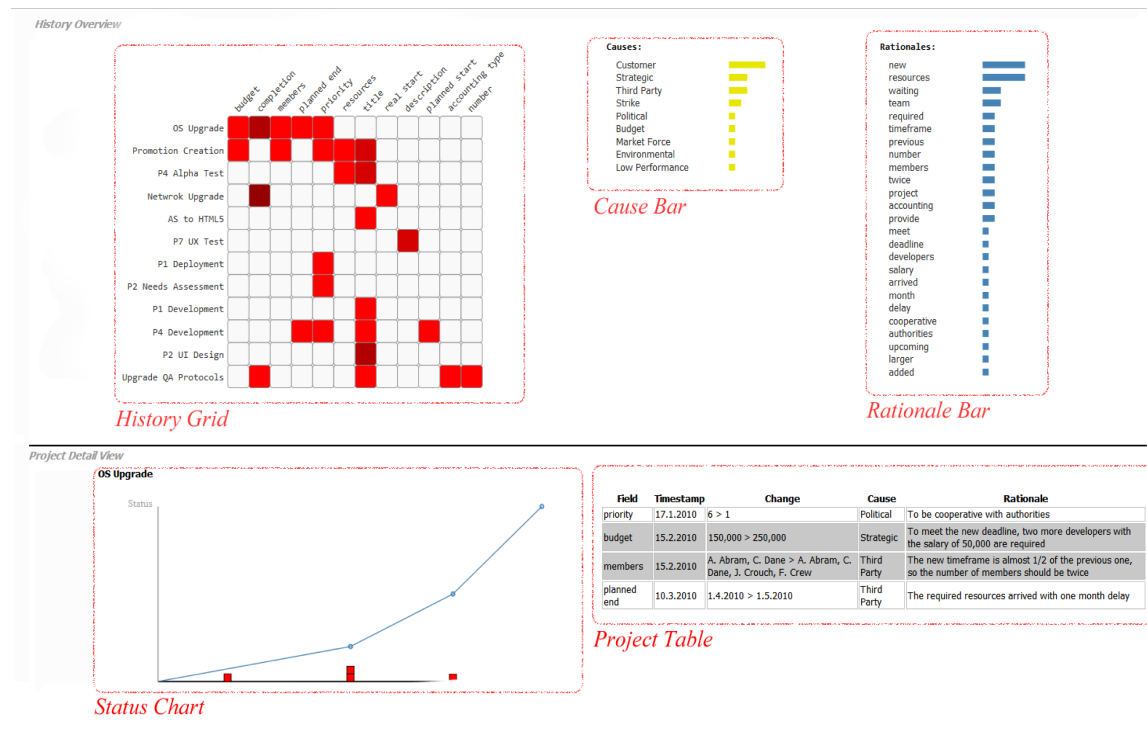 History Overview
budget
completion
members
planned end
priority
resources
title
real start
description
planned start
accounting type
number
OS Upgrade
Promotion Creation
P4 Alpha Test
Netwrok Upgrade
AS to HTML5
P7 UX Test
P1 Deployment
P2 Needs Assessment
P1 Development
P4 Development
P2 UI Design
Upgrade QA Protocols
History Grid
Causes:
Customer
Strategic
Third Party
Strike
Political
Budget
Market Force
Environmental
Low Performance
Cause Bar
Rationales:
new
resources
waiting
team
required
timeframe
previous
number
members
twice
project
accounting
provide
meet
deadline
developers
salary
arrived
month
delay
cooperative
authorities
upcoming
larger
added
Rationale Bar
Project Detail View
OS Upgrade
Status
Status Chart
Field Timestamp Change Cause Rationale
priority 17.1.2010 6 > 1 Political To be cooperative with authorities
budget 15.2.2010 150,000 > 250,000 Strategic To meet the new deadline, two more developers with
the salary of 50,000 are required
members 15.2.2010 A. Abram, C. Dane > A. Abram, C. Third The new timeframe is almost 1/2 of the previous one,
Dane, J. Crouch, F. Crew Party so the number of members should be twice
planned 10.3.2010 1.4.2010 > 1.5.2010 Third The required resources arrived with one month delay
end Party
Project Table